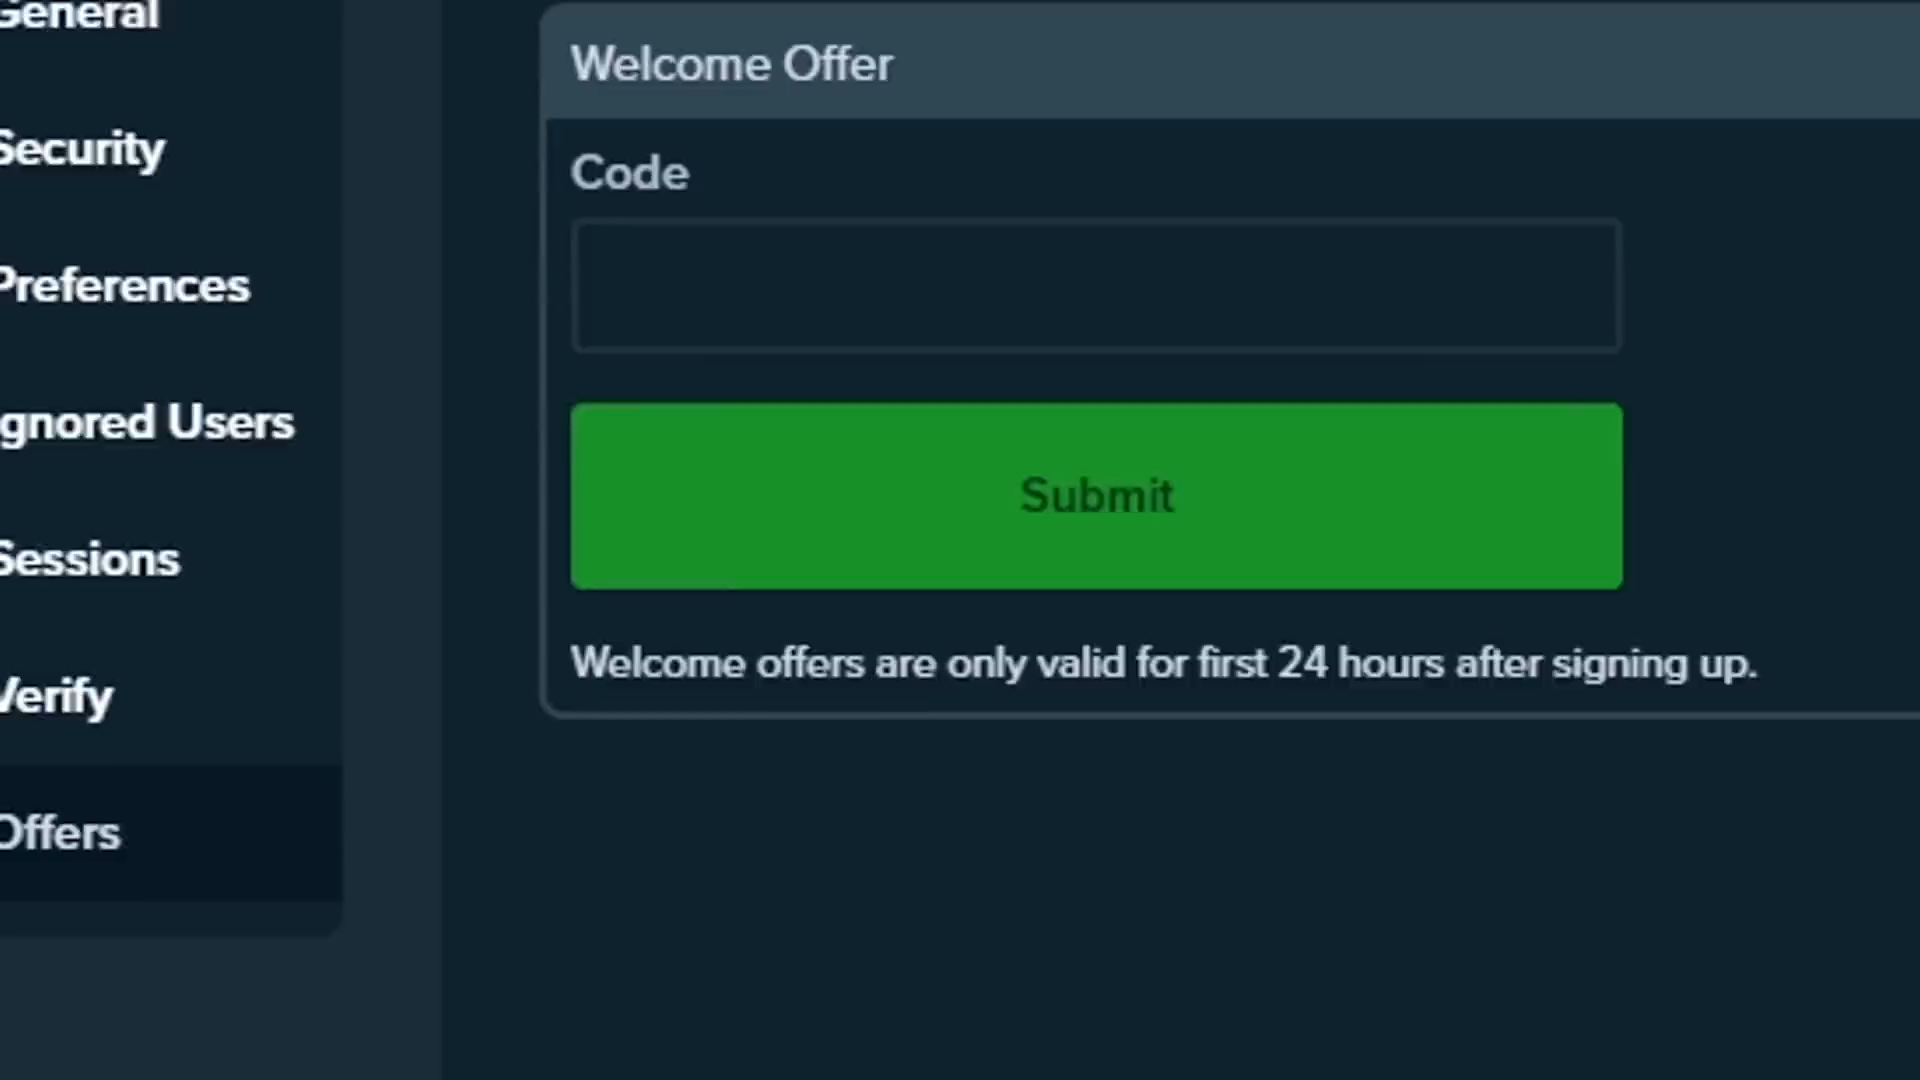 General
Security
Preferences
Ignored Users
Sessions
Verify
Offers
Welcome Offer
Code
Submit
Welcome offers are only valid for first 24 hours after signing up.